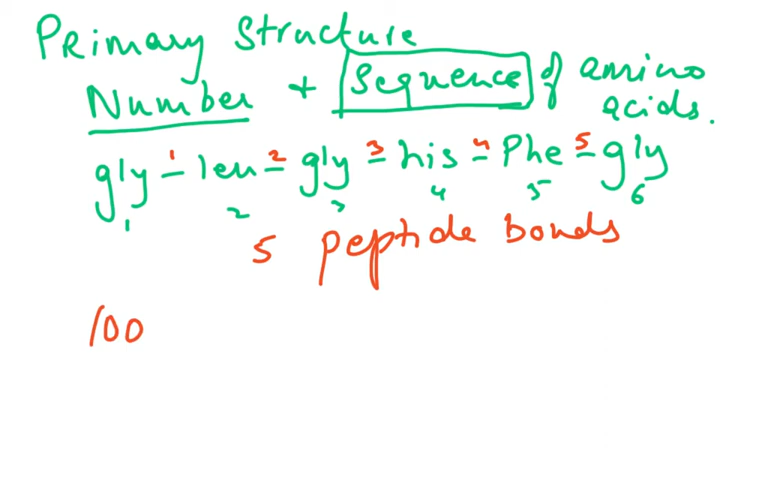 Primary Structure
Number + Sequence of amino
acids.
1 2 3 4 5
gly - leu - gly - his - Phe - gly
1 2 3 4 5 6
5 peptide bonds
100